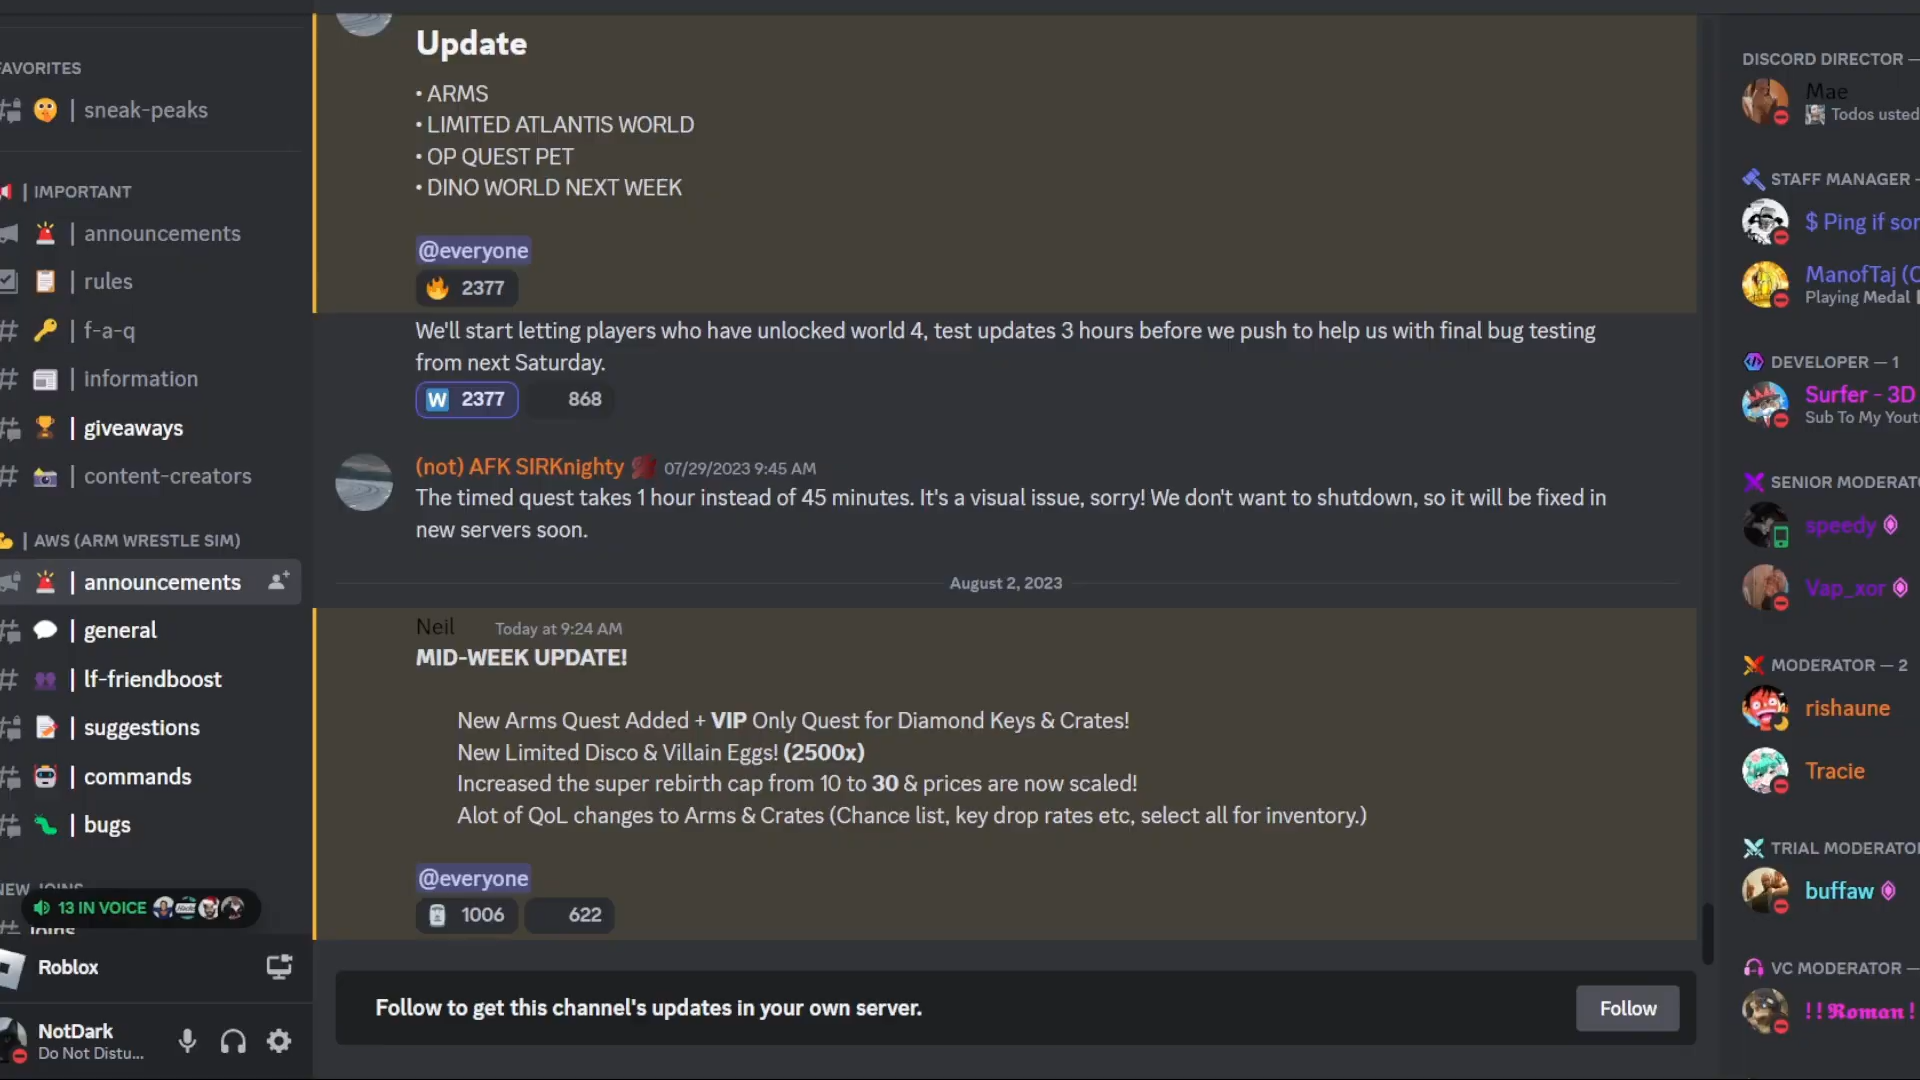 FAVORITES
| sneak-peaks
| IMPORTANT
| announcements
| rules
| f-a-q
| information
| giveaways
| content-creators
| AWS (ARM WRESTLE SIM)
| announcements
| general
| lf-friendboost
| suggestions
| commands
| bugs
NEW JOINS
13 IN VOICE
joins
Roblox
NotDark
Do Not Distu...
Update
• ARMS
• LIMITED ATLANTIS WORLD
• OP QUEST PET
• DINO WORLD NEXT WEEK
@everyone
2377
We'll start letting players who have unlocked world 4, test updates 3 hours before we push to help us with final bug testing
from next Saturday.
W 2377 868
(not) AFK SIRKnighty 07/29/2023 9:45 AM
The timed quest takes 1 hour instead of 45 minutes. It's a visual issue, sorry! We don't want to shutdown, so it will be fixed in
new servers soon.
August 2, 2023
Neil Today at 9:24 AM
MID-WEEK UPDATE!
New Arms Quest Added + VIP Only Quest for Diamond Keys & Crates!
New Limited Disco & Villain Eggs! (2500x)
Increased the super rebirth cap from 10 to 30 & prices are now scaled!
Alot of QoL changes to Arms & Crates (Chance list, key drop rates etc, select all for inventory.)
@everyone
1006 622
Follow to get this channel's updates in your own server.
Follow
DISCORD DIRECTOR —
Mae
Todos usted
STAFF MANAGER -
$ Ping if sor
ManofTaj (C
Playing Medal
DEVELOPER — 1
Surfer - 3D
Sub To My Yout
SENIOR MODERATO
speedy
Vap_xor
MODERATOR — 2
rishaune
Tracie
TRIAL MODERATOR
buffaw
VC MODERATOR —
!! Roman !